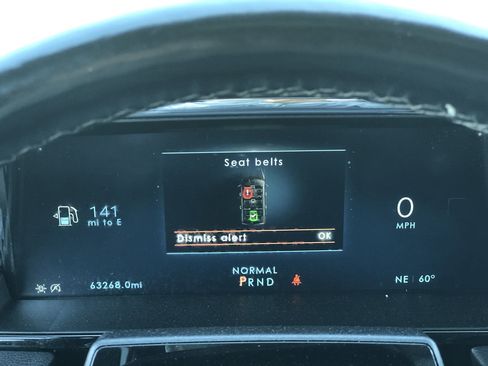 Seat belts
141
mi to E
0
MPH
Dismiss alert OK
NORMAL
PRND
63268.0mi
NE 60°